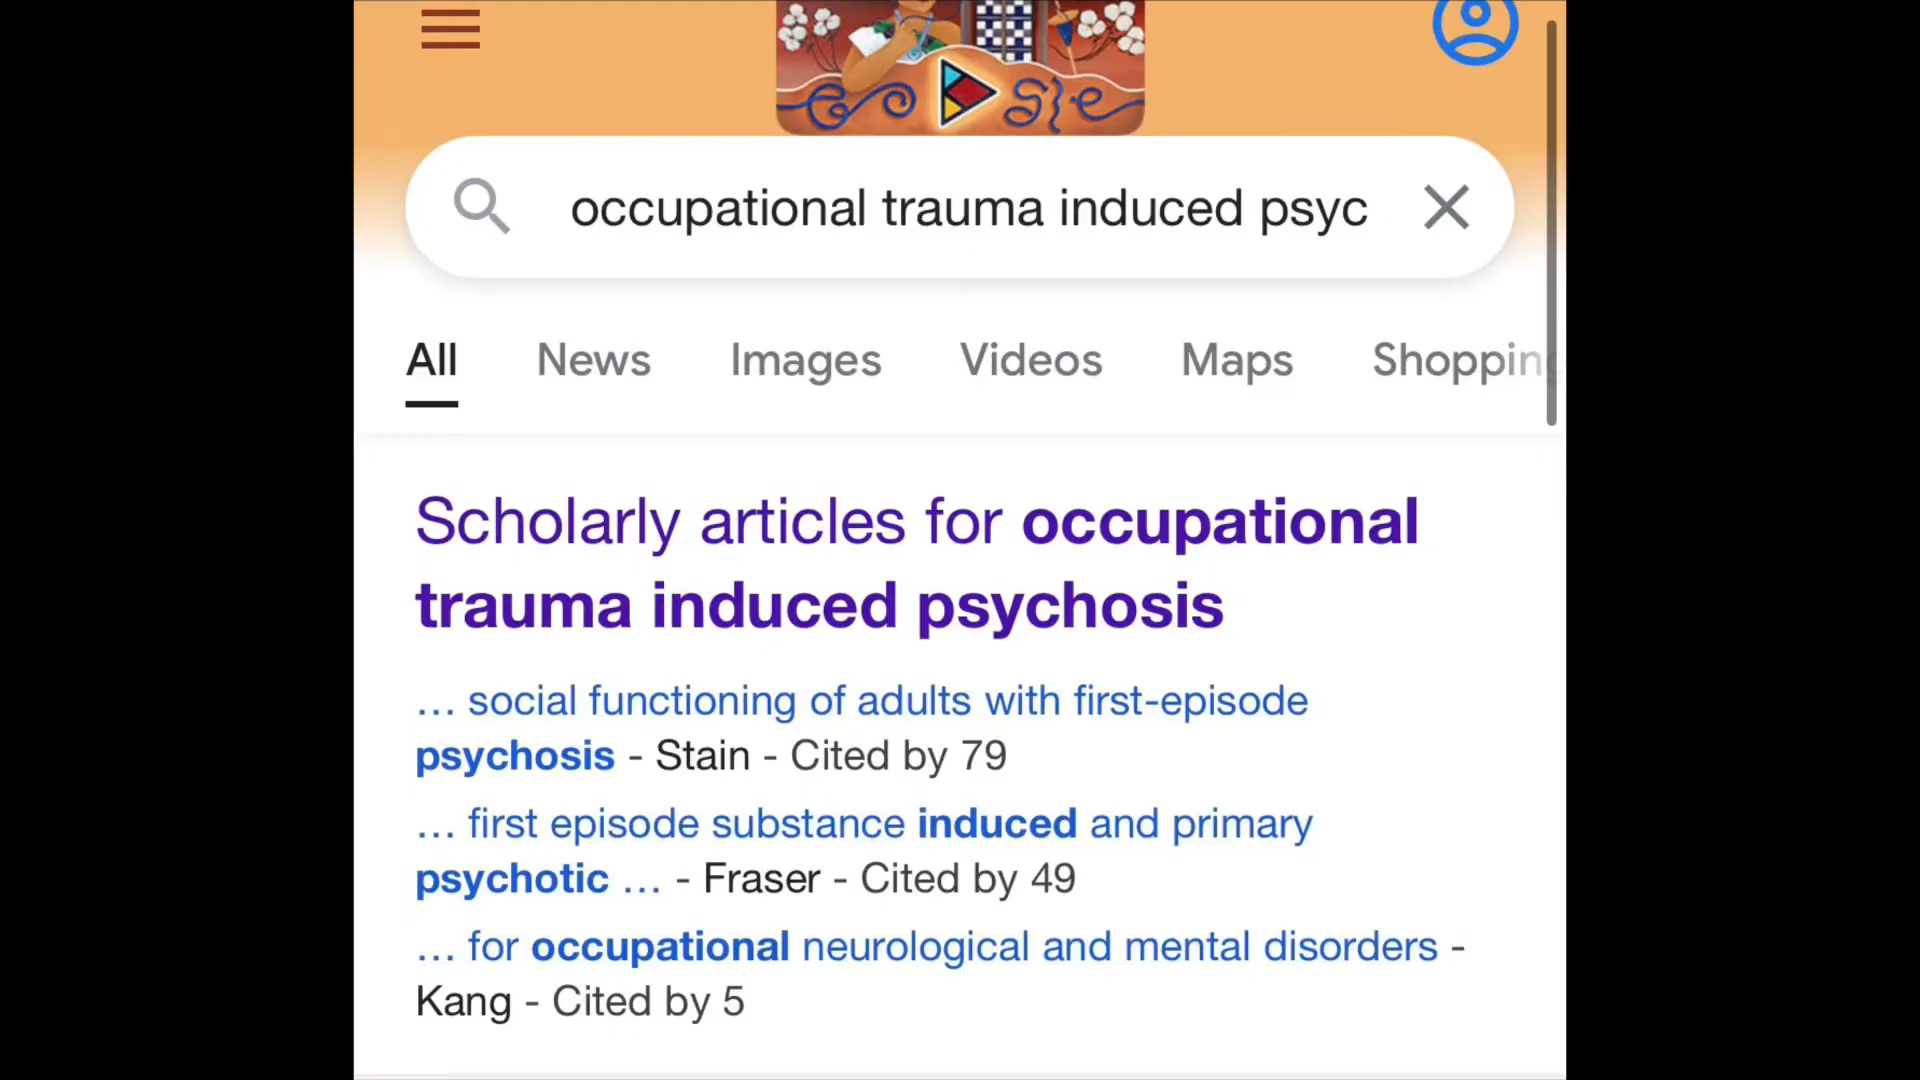 occupational trauma induced psyc
All News Images Videos Maps Shopping
Scholarly articles for occupational
trauma induced psychosis
... social functioning of adults with first-episode
psychosis - Stain - Cited by 79
... first episode substance induced and primary
psychotic ... - Fraser - Cited by 49
... for occupational neurological and mental disorders -
Kang - Cited by 5